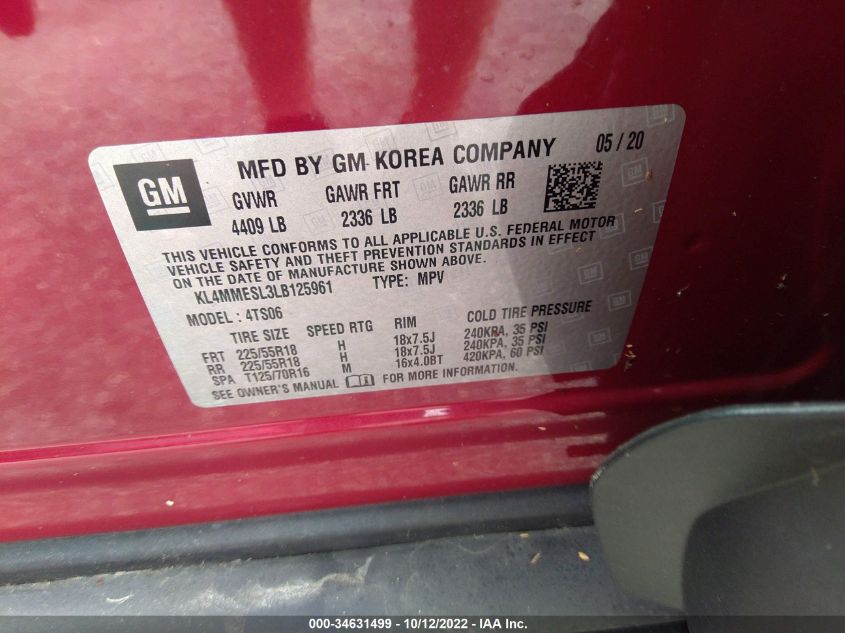 GM
MFD BY GM KOREA COMPANY 05 / 20
GVWR GAWR FRT GAWR RR
4409 LB 2336 LB 2336 LB
THIS VEHICLE CONFORMS TO ALL APPLICABLE U.S. FEDERAL MOTOR
VEHICLE SAFETY AND THEFT PREVENTION STANDARDS IN EFFECT
ON THE DATE OF MANUFACTURE SHOWN ABOVE.
KL4MMESL3LB125961 TYPE: MPV
MODEL : 4TS06
TIRE SIZE SPEED RTG RIM COLD TIRE PRESSURE
FRT 225/55R18 H 18x7.5J 240KPA, 35 PSI
RR 225/55R18 H 18x7.5J 240KPA, 35 PSI
SPA T125/70R16 M 16x4.0BT 420KPA, 60 PSI
SEE OWNER'S MANUAL FOR MORE INFORMATION.
000-34631499 - 10/12/2022 - IAA Inc.